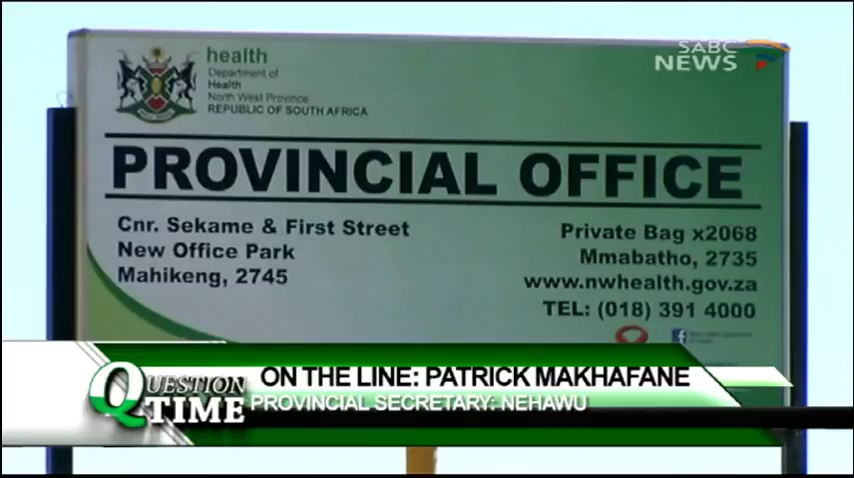 SABC
NEWS
health
Department of
Health
North West Province
REPUBLIC OF SOUTH AFRICA
PROVINCIAL OFFICE
Cnr. Sekame & First Street
New Office Park
Mahikeng, 2745
Private Bag x2068
Mmabatho, 2735
www.nwhealth.gov.za
TEL: (018) 391 4000
QUESTION
TIME
ON THE LINE: PATRICK MAKHAFANE
PROVINCIAL SECRETARY: NEHAWU